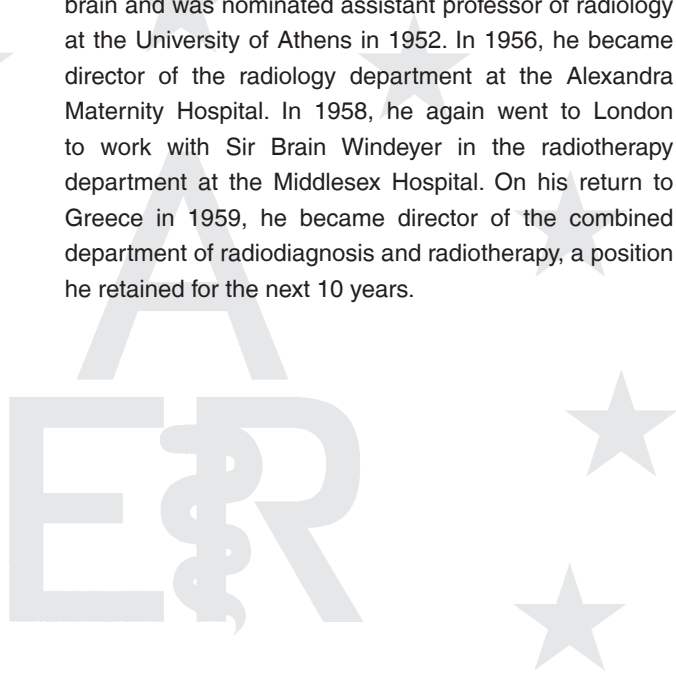 brain and was nominated assistant professor of radiology
at the University of Athens in 1952. In 1956, he became
director of the radiology department at the Alexandra
Maternity Hospital. In 1958, he again went to London
to work with Sir Brain Windeyer in the radiotherapy
department at the Middlesex Hospital. On his return to
Greece in 1959, he became director of the combined
department of radiodiagnosis and radiotherapy, a position
he retained for the next 10 years.
A
ER